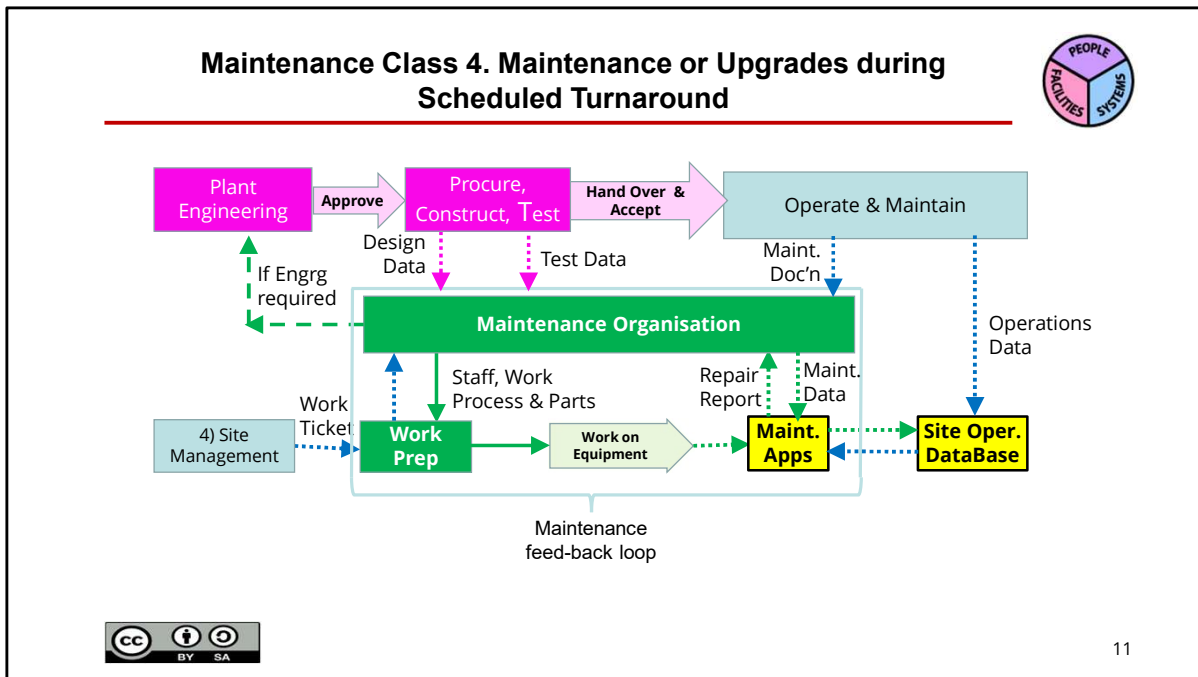 Maintenance Class 4. Maintenance or Upgrades during
Scheduled Turnaround
PEOPLE
FACILITIES
SYSTEMS
Plant
Engineering
Approve
Procure,
Construct, Test
Hand Over &
Accept
Operate & Maintain
If Engrg
required
Design
Data
Test Data
Maint.
Doc'n
Operations
Data
Maintenance Organisation
Work
Ticket
Staff, Work
Process & Parts
Repair
Report
Maint.
Data
4) Site
Management
Work
Prep
Work on
Equipment
Maint.
Apps
Site Oper.
DataBase
Maintenance
feed-back loop
cc
BY SA
11